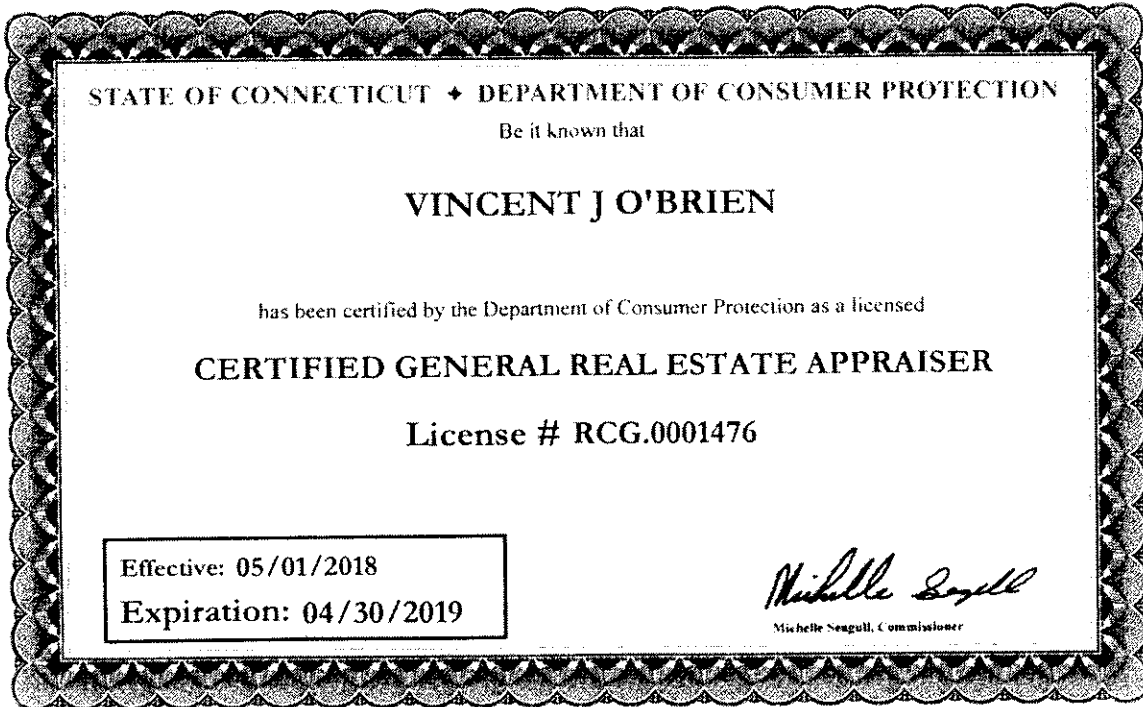 STATE OF CONNECTICUT ✦ DEPARTMENT OF CONSUMER PROTECTION
Be it known that
VINCENT J O'BRIEN
has been certified by the Department of Consumer Protection as a licensed
CERTIFIED GENERAL REAL ESTATE APPRAISER
License # RCG.0001476
Effective: 05/01/2018
Expiration: 04/30/2019
Michelle Seagull
Michelle Seagull, Commissioner